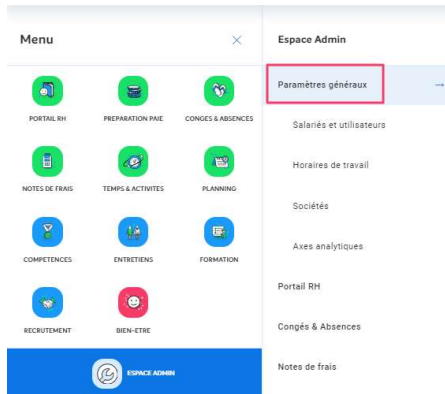 Menu
PORTAIL RH
PREPARATION PAIE
CONGES & ABSENCES
NOTES DE FRAIS
TEMPS & ACTIVITES
PLANNING
COMPETENCES
ENTRETIENS
FORMATION
RECRUTEMENT
BIEN-ETRE
ESPACE ADMIN
Espace Admin
Paramètres généraux
Salariés et utilisateurs
Horaires de travail
Sociétés
Axes analytiques
Portail RH
Congés & Absences
Notes de frais